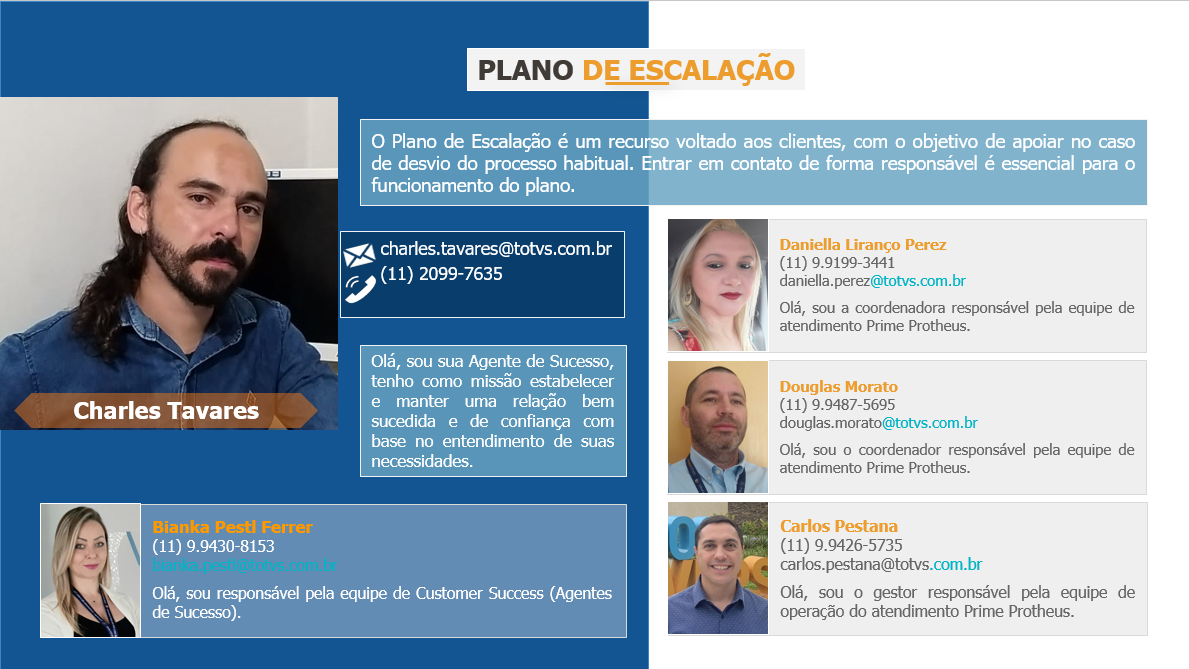 PLANO DE ESCALAÇÃO
O Plano de Escalação é um recurso voltado aos clientes, com o objetivo de apoiar no caso
de desvio do processo habitual. Entrar em contato de forma responsável é essencial para o
funcionamento do plano.
charles.tavares@totvs.com.br
(11) 2099-7635
Charles Tavares
Olá, sou sua Agente de Sucesso,
tenho como missão estabelecer
e manter uma relação bem
sucedida e de confiança com
base no entendimento de suas
necessidades.
Bianka Pestl Ferrer
(11) 9.9430-8153
bianka.pestl@totvs.com.br
Olá, sou responsável pela equipe de Customer Success (Agentes
de Sucesso).
Daniella Liranço Perez
(11) 9.9199-3441
daniella.perez@totvs.com.br
Olá, sou a coordenadora responsável pela equipe de
atendimento Prime Protheus.
Douglas Morato
(11) 9.9487-5695
douglas.morato@totvs.com.br
Olá, sou o coordenador responsável pela equipe de
atendimento Prime Protheus.
Carlos Pestana
(11) 9.9426-5735
carlos.pestana@totvs.com.br
Olá, sou o gestor responsável pela equipe de
operação do atendimento Prime Protheus.